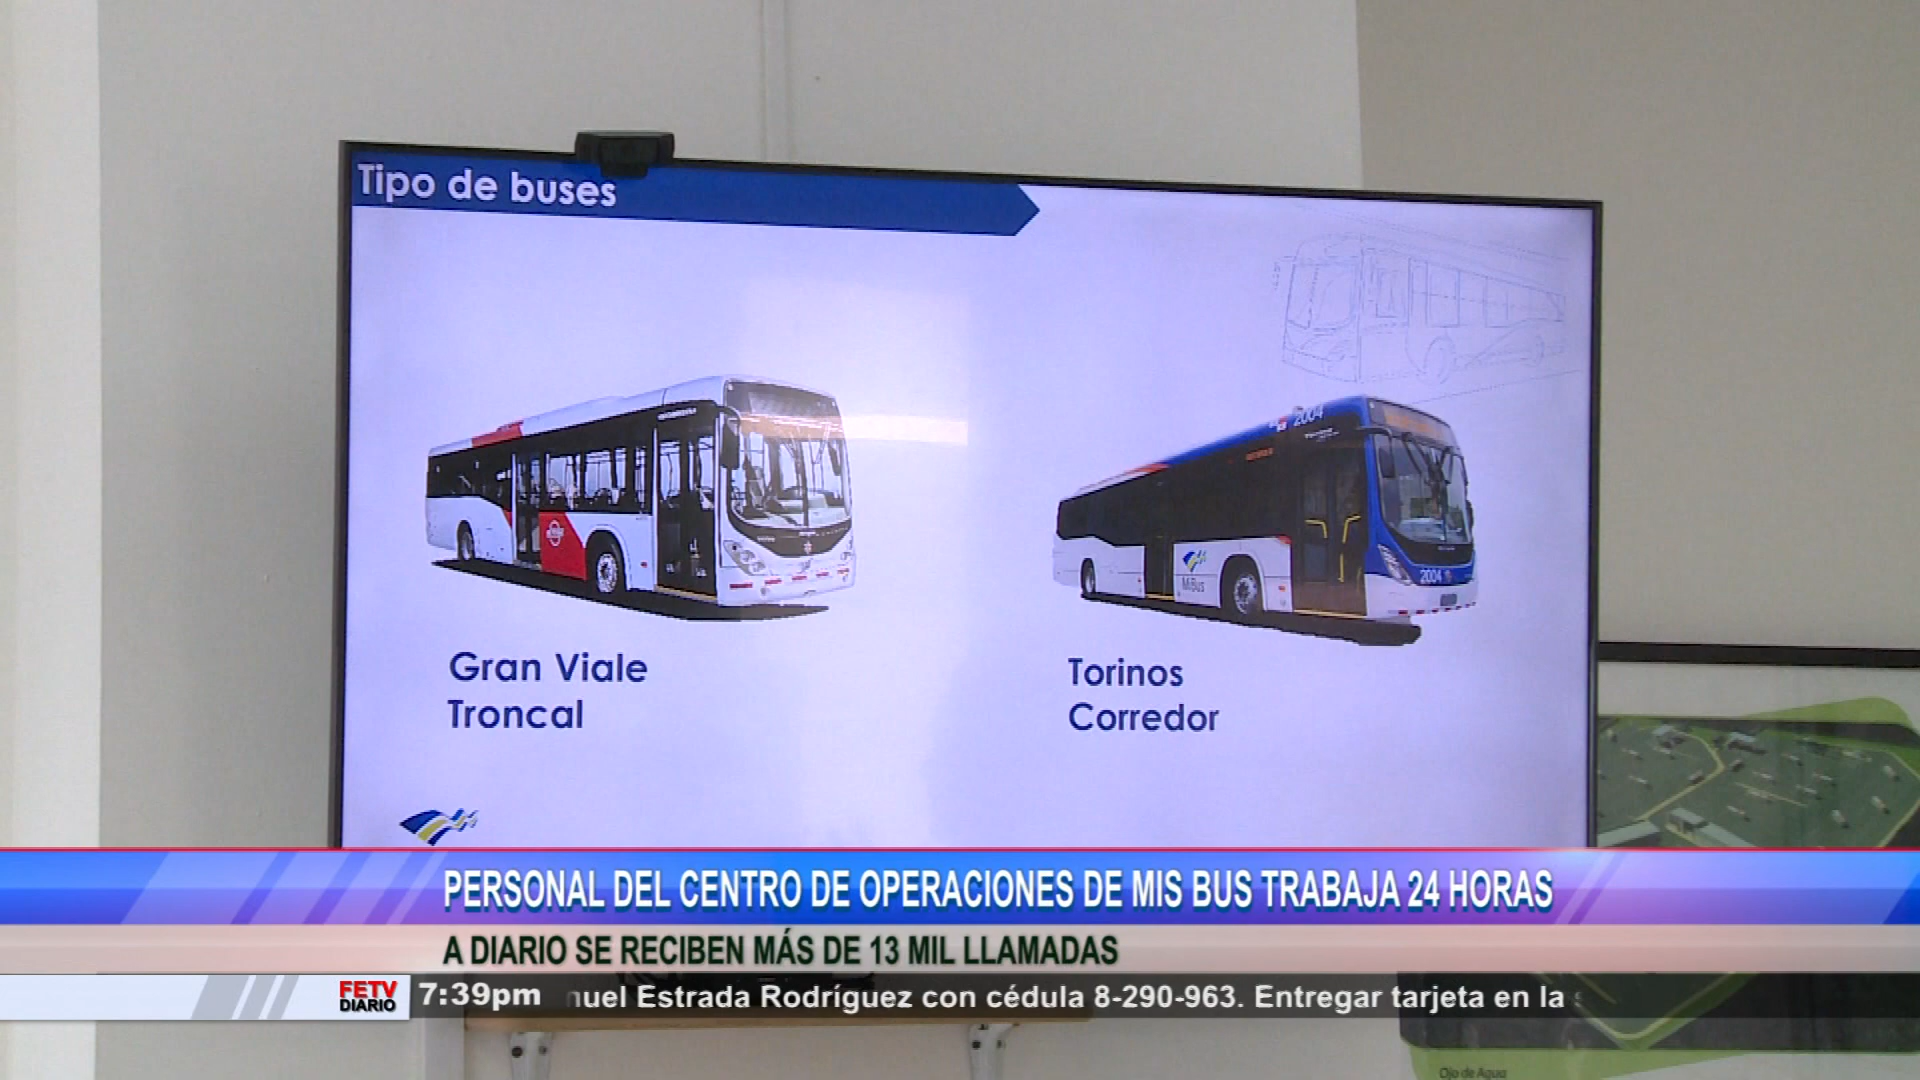 Tipo de buses
2004
MiBus
2004
Gran Viale
Troncal
Torinos
Corredor
PERSONAL DEL CENTRO DE OPERACIONES DE MIS BUS TRABAJA 24 HORAS
A DIARIO SE RECIBEN MÁS DE 13 MIL LLAMADAS
FETV
DIARIO
7:39pm
nuel Estrada Rodríguez con cédula 8-290-963. Entregar tarjeta en la
Ojo de Agua